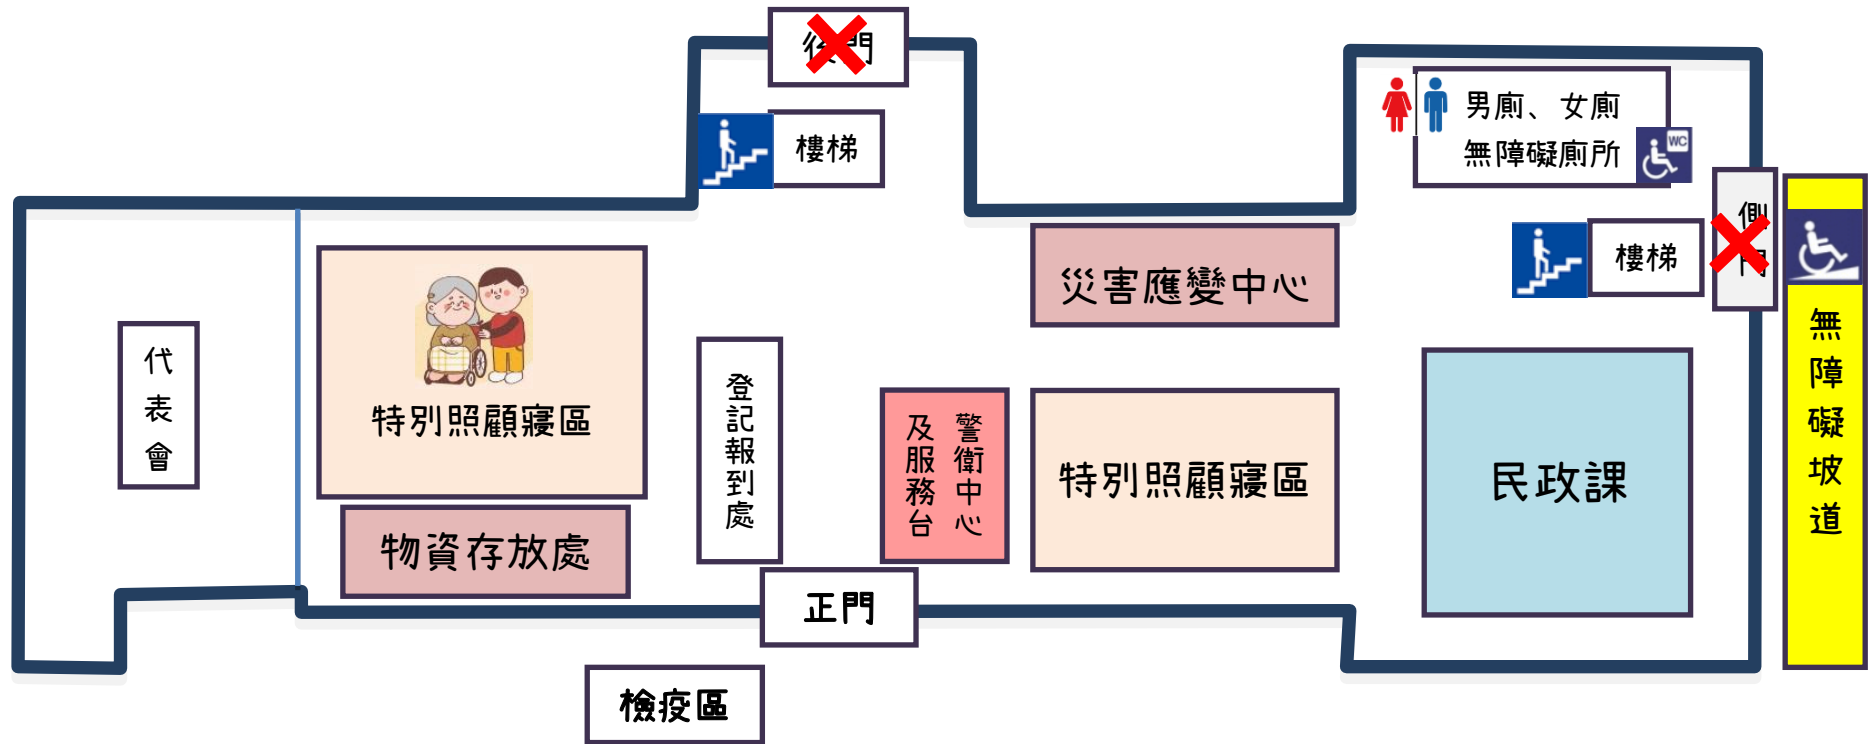 後門
樓梯
男廁、女廁
無障礙廁所
WC
側門
樓梯
無障礙坡道
災害應變中心
代表會
特別照顧寢區
登記報到處
警衛中心
及服務台
特別照顧寢區
民政課
物資存放處
正門
檢疫區